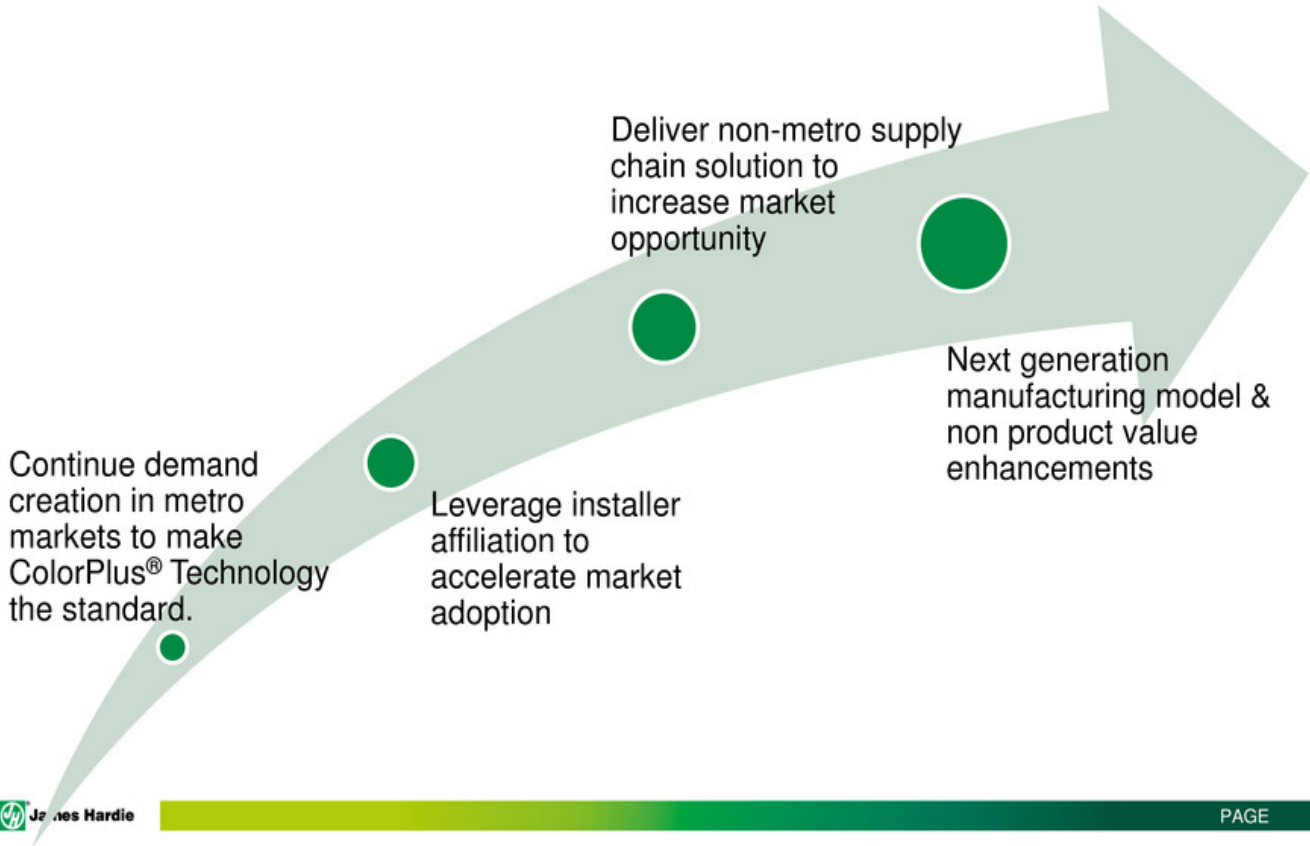 Deliver non-metro supply
chain solution to
increase market
opportunity
Next generation
manufacturing model &
non product value
enhancements
Continue demand
creation in metro
markets to make
ColorPlus® Technology
the standard.
Leverage installer
affiliation to
accelerate market
adoption
JH James Hardie
PAGE